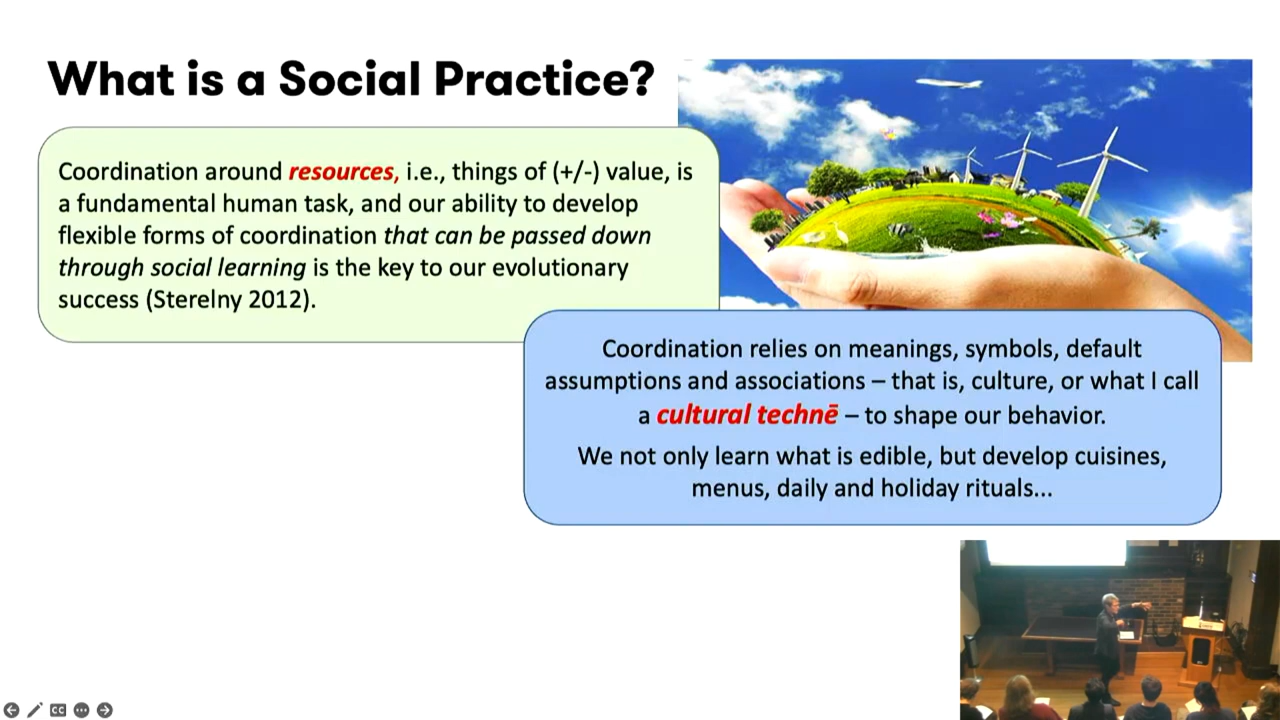 What is a Social Practice?
Coordination around resources, i.e., things of (+/-) value, is
a fundamental human task, and our ability to develop
flexible forms of coordination that can be passed down
through social learning is the key to our evolutionary
success (Sterelny 2012).
Coordination relies on meanings, symbols, default
assumptions and associations – that is, culture, or what I call
a cultural technē – to shape our behavior.
We not only learn what is edible, but develop cuisines,
menus, daily and holiday rituals...
CC